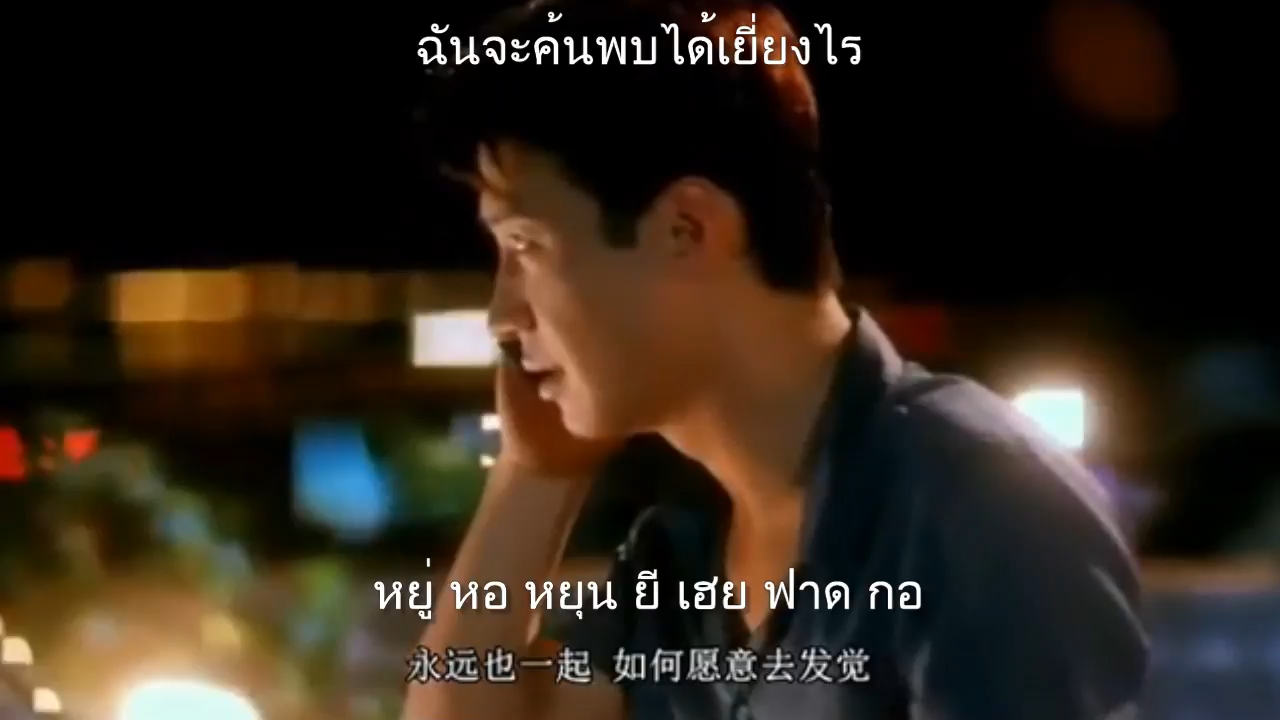 ฉันจะค้นพบได้เยี่ยงไร
หยู่ หอ หยุน ยี เฮย ฟาด กอ
永远也一起 如何愿意去发觉